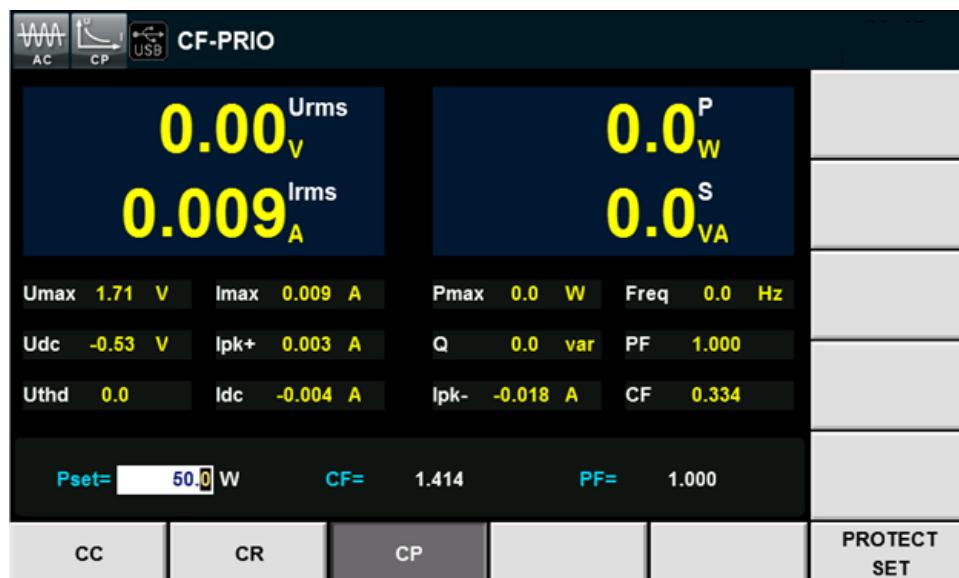 AC
U
I
CP
USB
CF-PRIO
0.00 Urms V
0.0 P W
0.009 Irms A
0.0 S VA
Umax 1.71 V Imax 0.009 A Pmax 0.0 W Freq 0.0 Hz
Udc -0.53 V Ipk+ 0.003 A Q 0.0 var PF 1.000
Uthd 0.0 Idc -0.004 A Ipk- -0.018 A CF 0.334
Pset= 50.0 W CF= 1.414 PF= 1.000
CC CR CP
PROTECT
SET